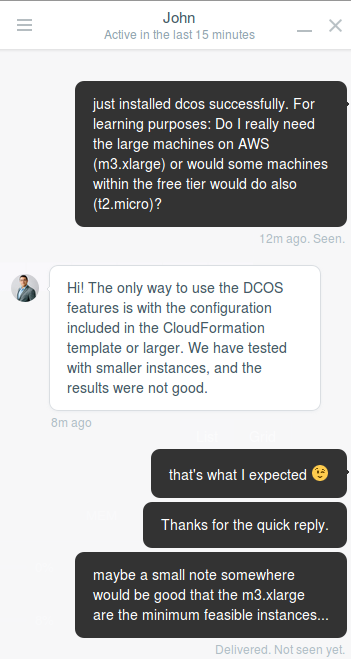 John
Active in the last 15 minutes
just installed dcos successfully. For
learning purposes: Do I really need
the large machines on AWS
(m3.xlarge) or would some machines
within the free tier would do also
(t2.micro)?
12m ago. Seen.
Hi! The only way to use the DCOS
features is with the configuration
included in the CloudFormation
template or larger. We have tested
with smaller instances, and the
results were not good.
8m ago
that's what I expected 😉
Thanks for the quick reply.
maybe a small note somewhere
would be good that the m3.xlarge
are the minimum feasible instances...
Delivered. Not seen yet.